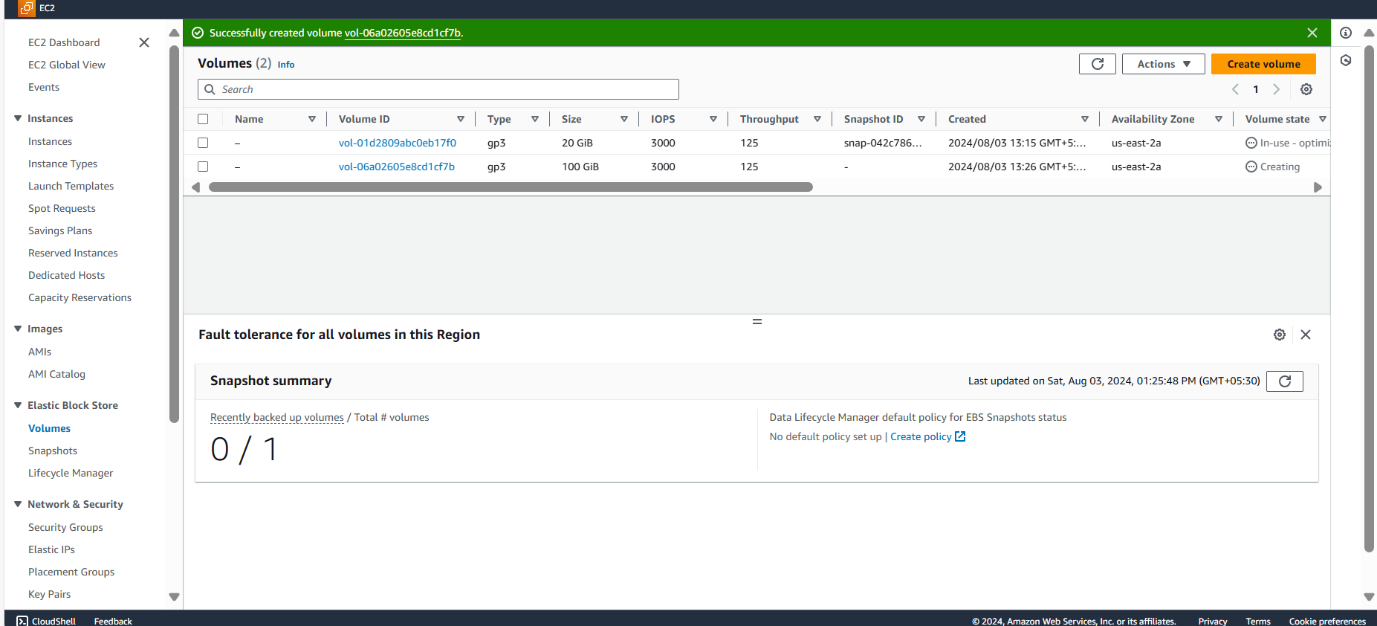 EC2
EC2 Dashboard
EC2 Global View
Events
Instances
Instances
Instance Types
Launch Templates
Spot Requests
Savings Plans
Reserved Instances
Dedicated Hosts
Capacity Reservations
Images
AMIs
AMI Catalog
Elastic Block Store
Volumes
Snapshots
Lifecycle Manager
Network & Security
Security Groups
Elastic IPs
Placement Groups
Key Pairs
Successfully created volume vol-06a02605e8cd1cf7b.
Volumes (2) Info
Actions
Create volume
Search
1
Name Volume ID Type Size IOPS Throughput Snapshot ID Created Availability Zone Volume state
– vol-01d2809abc0eb17f0 gp3 20 GiB 3000 125 snap-042c786... 2024/08/03 13:15 GMT+5:... us-east-2a In-use - optimi
– vol-06a02605e8cd1cf7b gp3 100 GiB 3000 125 - 2024/08/03 13:26 GMT+5:... us-east-2a Creating
Fault tolerance for all volumes in this Region
Snapshot summary
Last updated on Sat, Aug 03, 2024, 01:25:48 PM (GMT+05:30)
Recently backed up volumes / Total # volumes
0 / 1
Data Lifecycle Manager default policy for EBS Snapshots status
No default policy set up | Create policy
CloudShell Feedback © 2024, Amazon Web Services, Inc. or its affiliates. Privacy Terms Cookie preferences